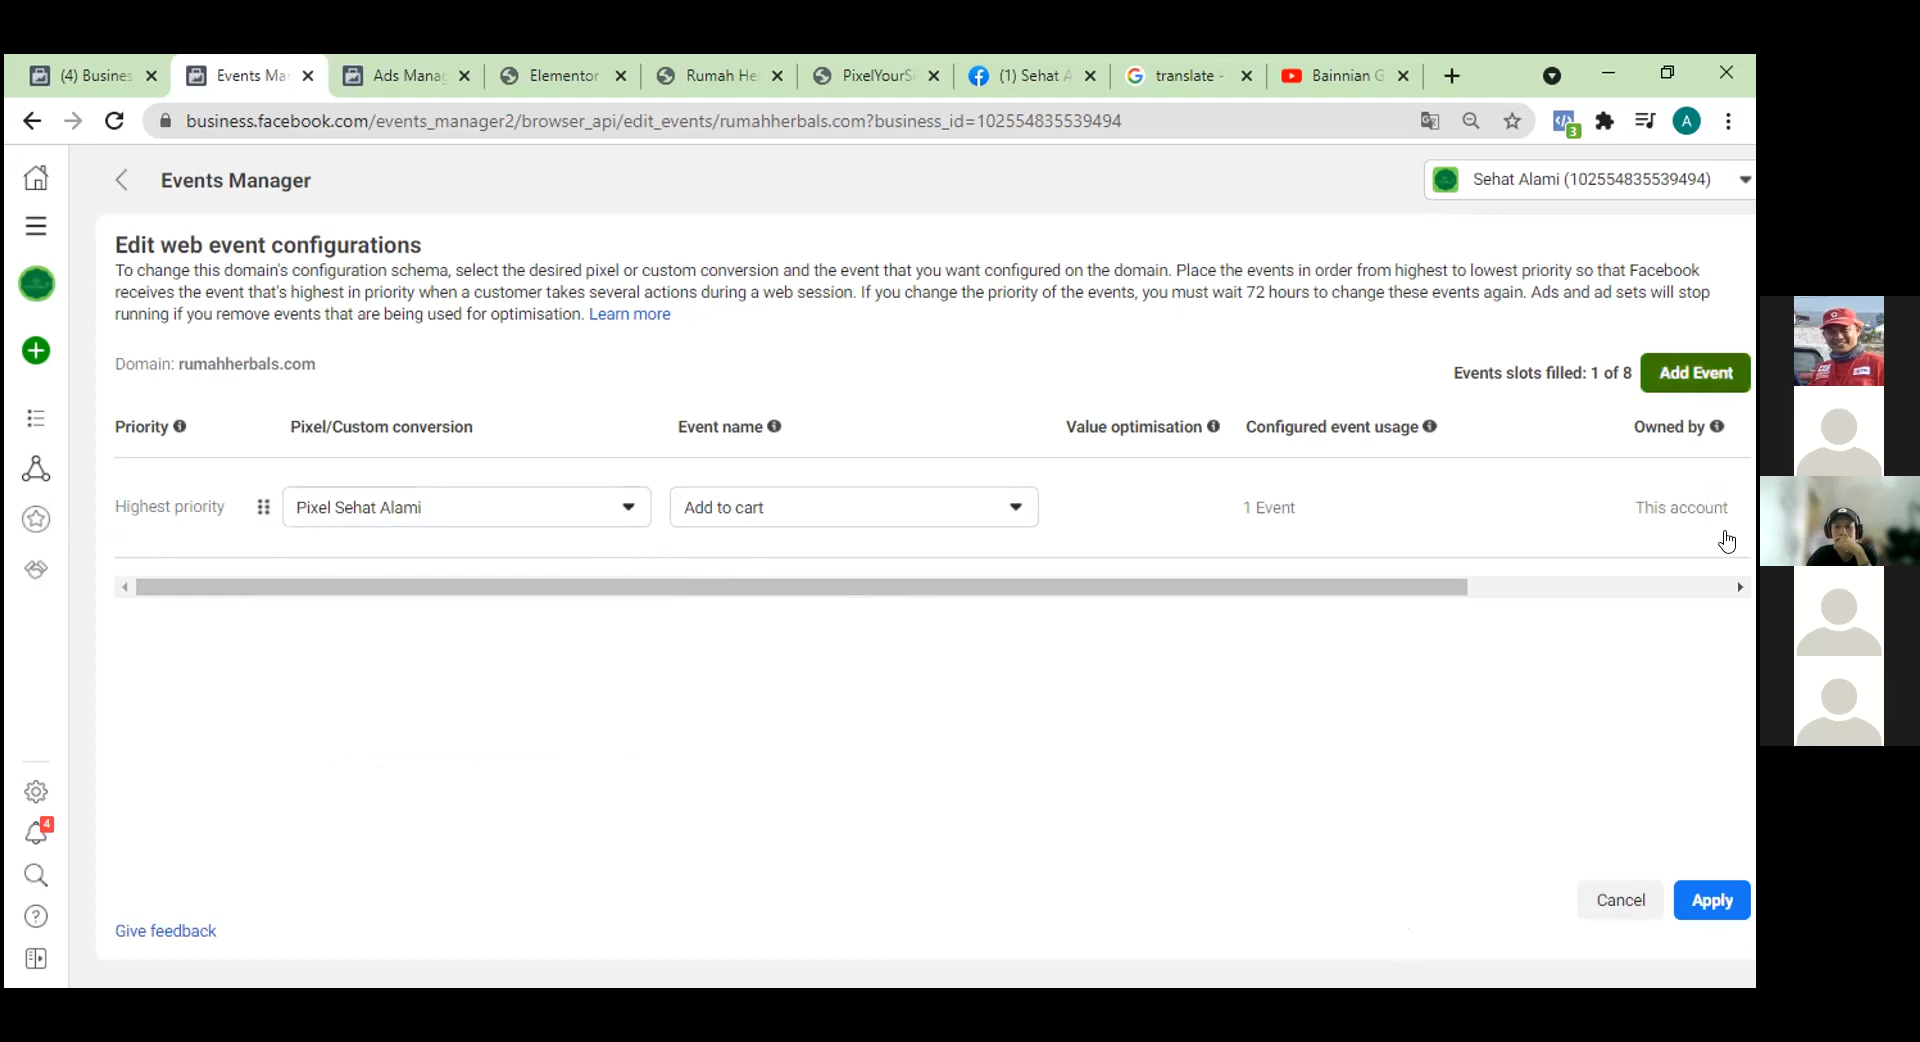 (4) Busines
Events Ma
Ads Manag
Elementor
Rumah He
PixelYourS
(1) Sehat A
translate -
Bainnian G
business.facebook.com/events_manager2/browser_api/edit_events/rumahherbals.com?business_id=102554835539494
3
A
Events Manager
Sehat Alami (102554835539494)
Edit web event configurations
To change this domain's configuration schema, select the desired pixel or custom conversion and the event that you want configured on the domain. Place the events in order from highest to lowest priority so that Facebook
receives the event that's highest in priority when a customer takes several actions during a web session. If you change the priority of the events, you must wait 72 hours to change these events again. Ads and ad sets will stop
running if you remove events that are being used for optimisation. Learn more
Domain: rumahherbals.com
Events slots filled: 1 of 8
Add Event
Priority
Pixel/Custom conversion
Event name
Value optimisation
Configured event usage
Owned by
Highest priority
Pixel Sehat Alami
Add to cart
1 Event
This account
4
Cancel
Apply
Give feedback